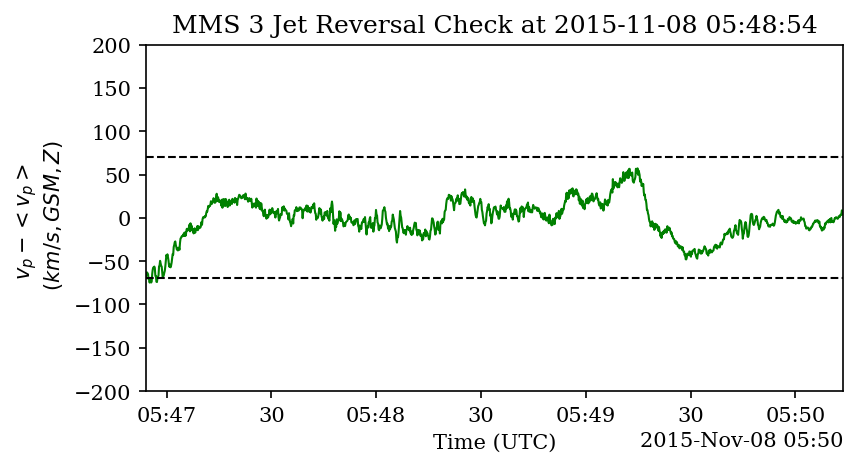 MMS 3 Jet Reversal Check at 2015-11-08 05:48:54
v_p − < v_p >
(km/s, GSM, Z)
200
150
100
50
0
−50
−100
−150
−200
05:47 30 05:48 30 05:49 30 05:50
Time (UTC) 2015-Nov-08 05:50